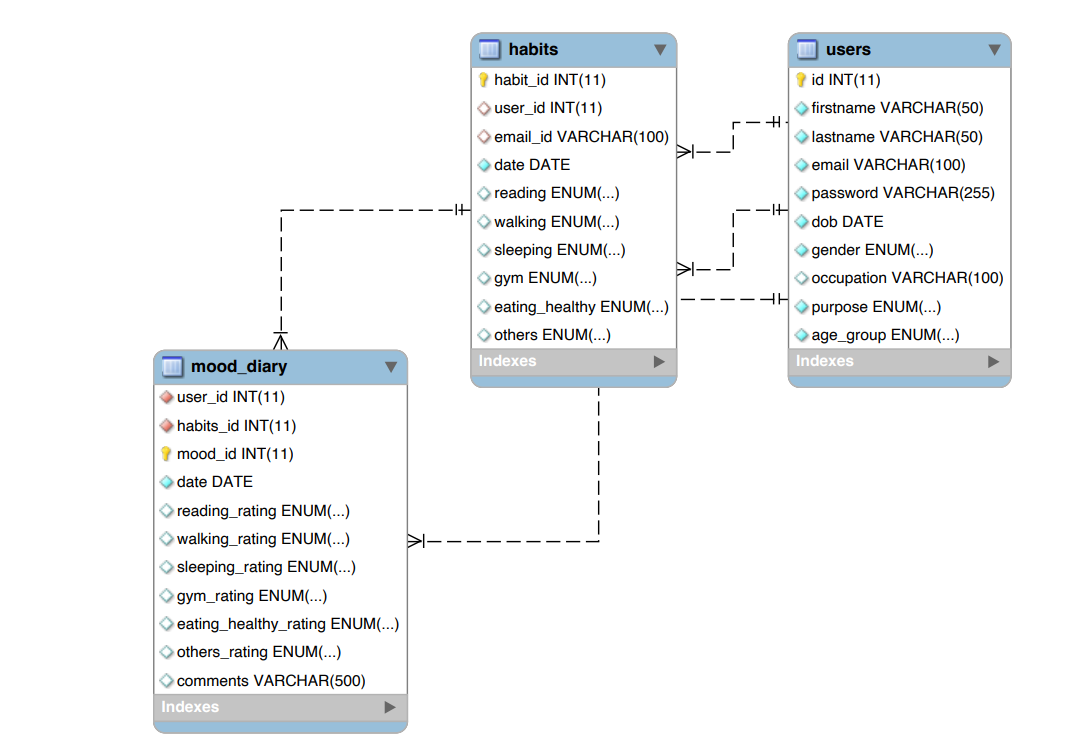 habits
habit_id INT(11)
user_id INT(11)
email_id VARCHAR(100)
date DATE
reading ENUM(...)
walking ENUM(...)
sleeping ENUM(...)
gym ENUM(...)
eating_healthy ENUM(...)
others ENUM(...)
Indexes
users
id INT(11)
firstname VARCHAR(50)
lastname VARCHAR(50)
email VARCHAR(100)
password VARCHAR(255)
dob DATE
gender ENUM(...)
occupation VARCHAR(100)
purpose ENUM(...)
age_group ENUM(...)
Indexes
mood_diary
user_id INT(11)
habits_id INT(11)
mood_id INT(11)
date DATE
reading_rating ENUM(...)
walking_rating ENUM(...)
sleeping_rating ENUM(...)
gym_rating ENUM(...)
eating_healthy_rating ENUM(...)
others_rating ENUM(...)
comments VARCHAR(500)
Indexes